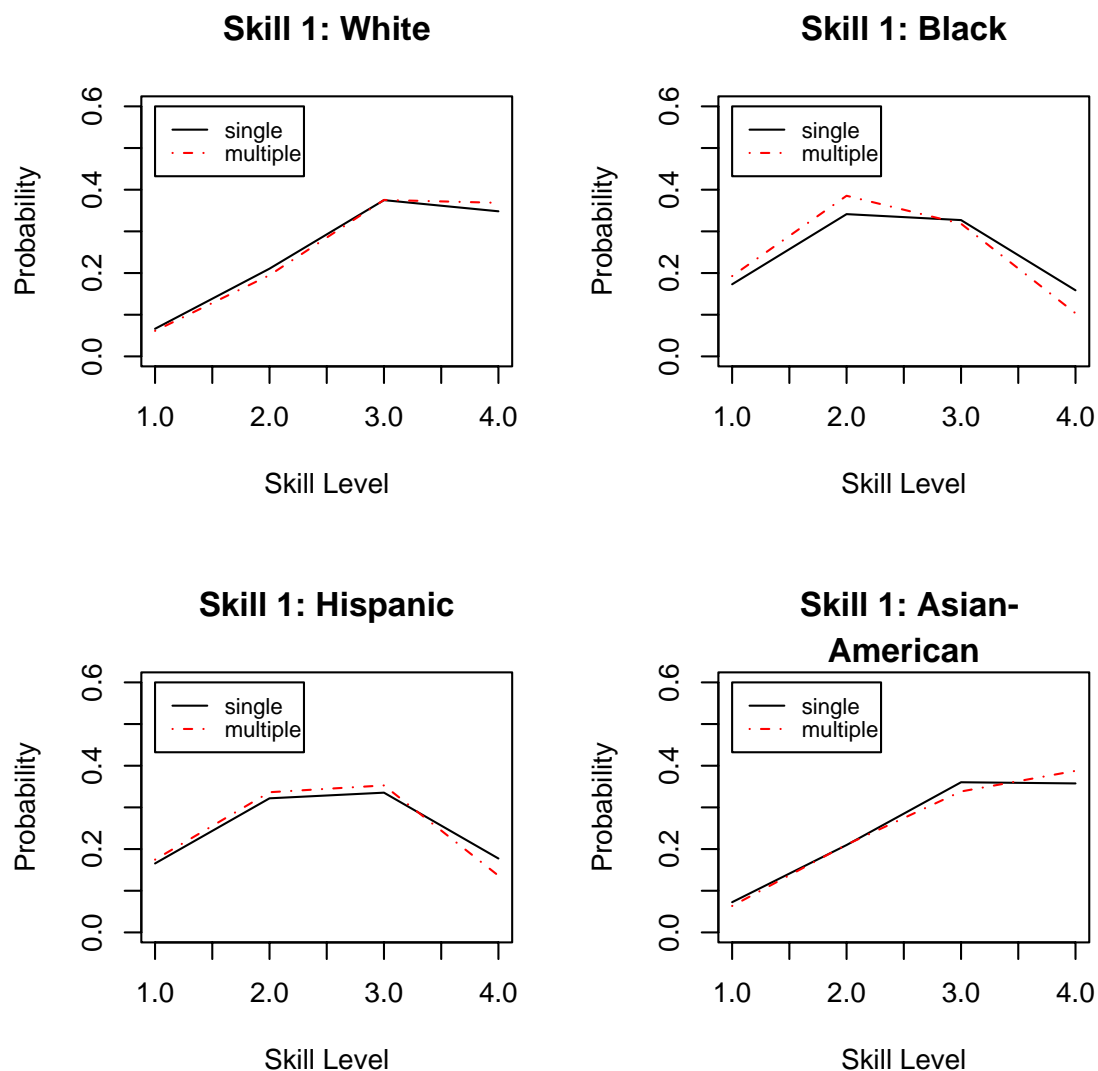 Skill 1: White
Probability
0.6
0.4
0.2
0.0
single
multiple
1.0 2.0 3.0 4.0
Skill Level
Skill 1: Black
Probability
0.6
0.4
0.2
0.0
single
multiple
1.0 2.0 3.0 4.0
Skill Level
Skill 1: Hispanic
Probability
0.6
0.4
0.2
0.0
single
multiple
1.0 2.0 3.0 4.0
Skill Level
Skill 1: Asian-
American
Probability
0.6
0.4
0.2
0.0
single
multiple
1.0 2.0 3.0 4.0
Skill Level